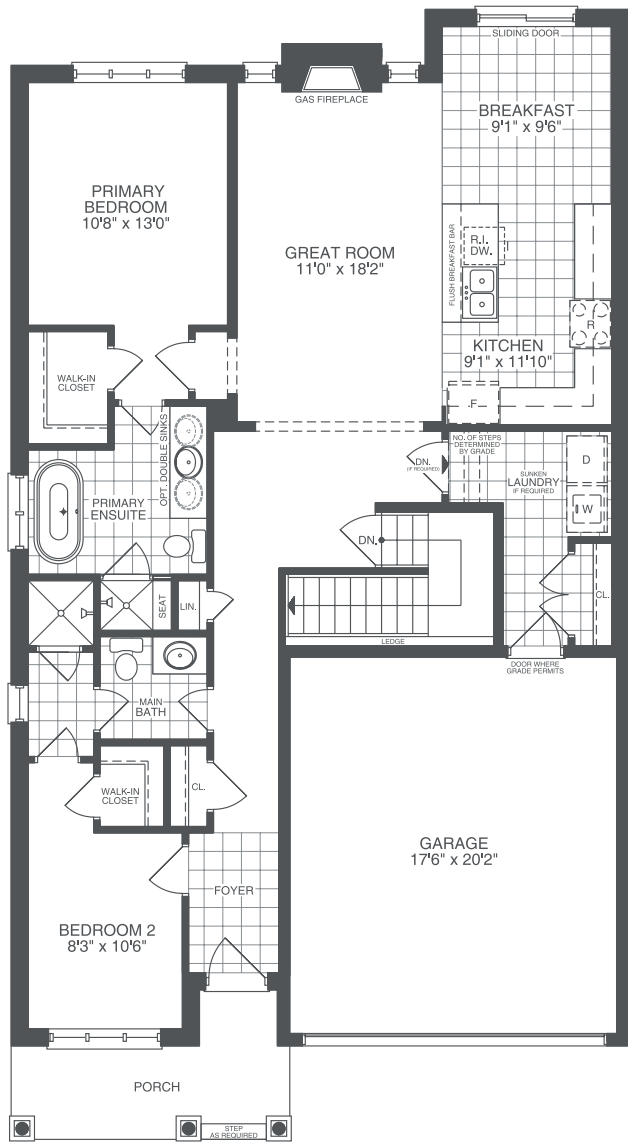 SLIDING DOOR
GAS FIREPLACE
BREAKFAST
9'1" x 9'6"
PRIMARY
BEDROOM
10'8" x 13'0"
GREAT ROOM
11'0" x 18'2"
FLUSH BREAKFAST BAR
R.I.
DW.
R
KITCHEN
9'1" x 11'10"
F
WALK-IN
CLOSET
OPT. DOUBLE SINKS
PRIMARY
ENSUITE
NO. OF STEPS
DETERMINED
BY GRADE
DN.
(IF REQUIRED)
SUNKEN
LAUNDRY
IF REQUIRED
D
W
DN.
SEAT
LIN.
CL.
LEDGE
DOOR WHERE
GRADE PERMITS
MAIN
BATH
WALK-IN
CLOSET
CL.
GARAGE
17'6" x 20'2"
FOYER
BEDROOM 2
8'3" x 10'6"
PORCH
STEP
AS REQUIRED